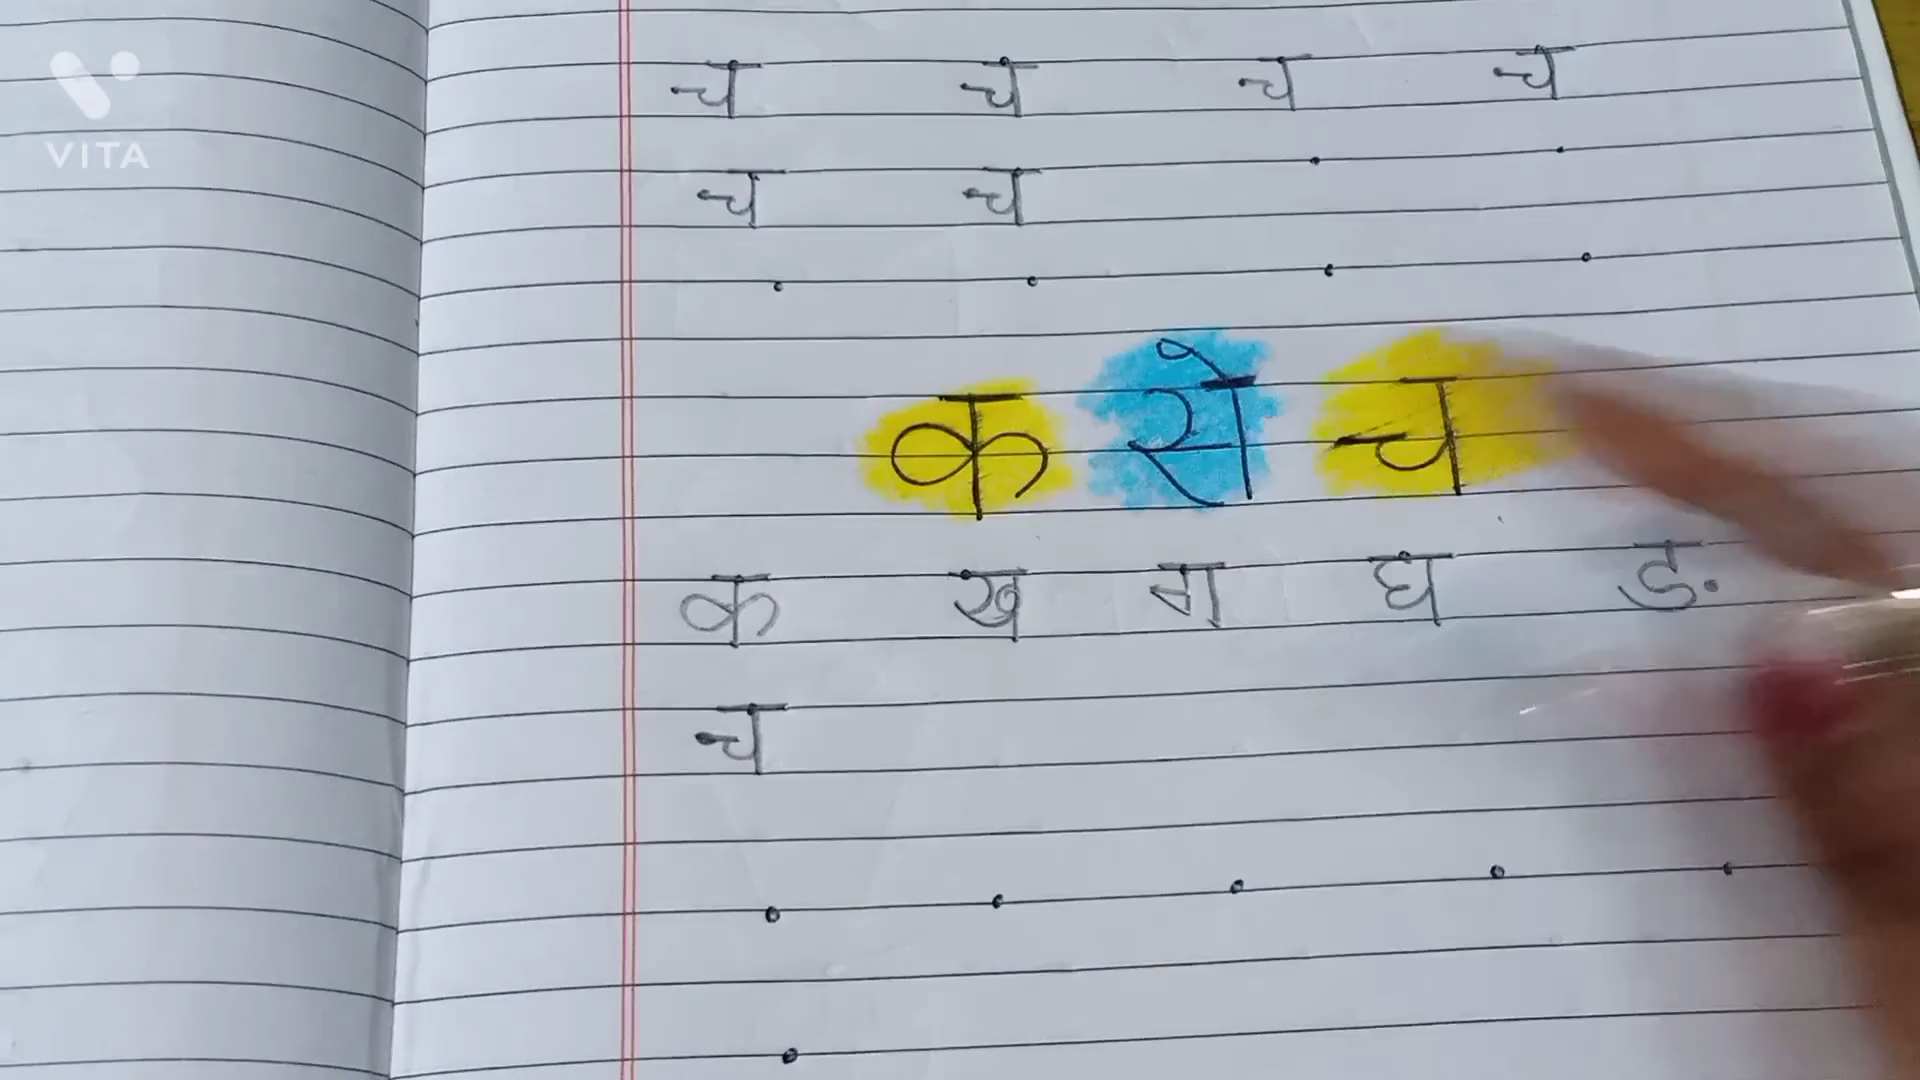 VITA
च च च च
च च
क से च
क ख ग घ ड.
च